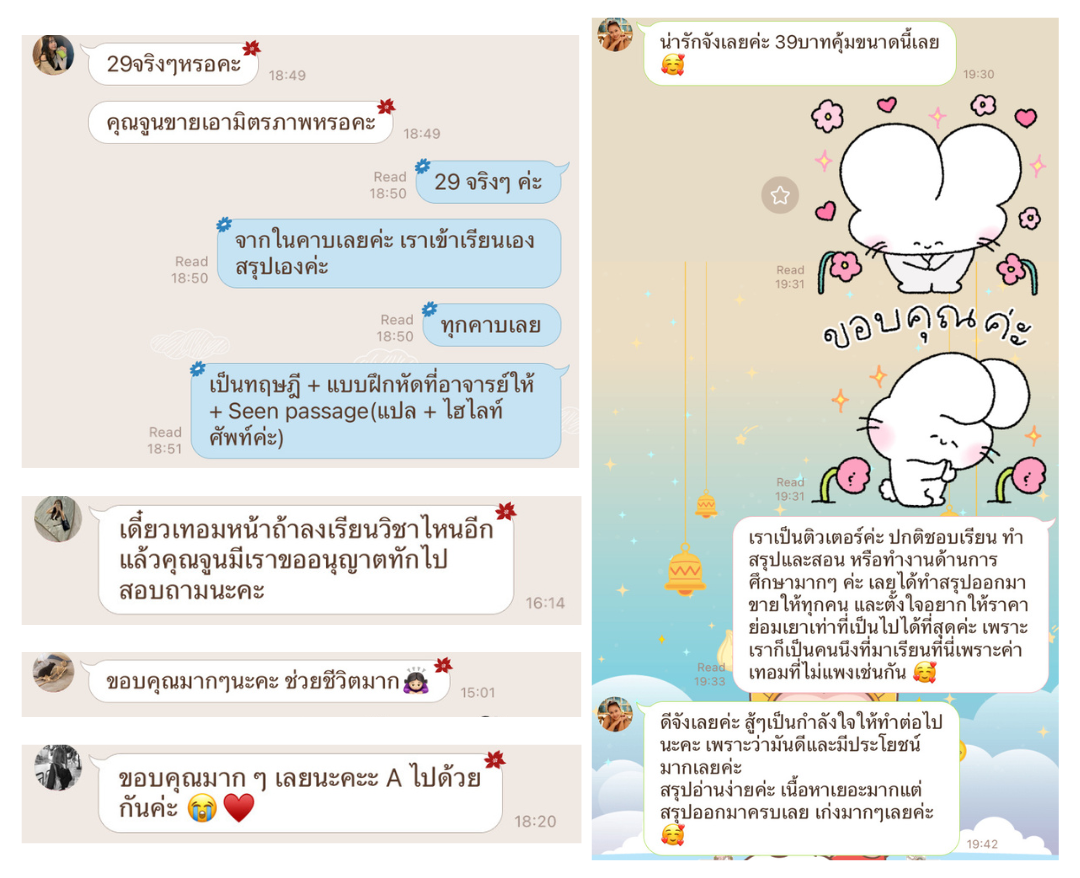 29จริงๆหรอคะ
18:49
คุณจูนขายเอามิตรภาพหรอคะ
18:49
Read
18:50
29 จริงๆ ค่ะ
จากในคาบเลยค่ะ เราเข้าเรียนเอง
สรุปเองค่ะ
Read
18:50
Read
18:50
ทุกคาบเลย
เป็นทฤษฎี + แบบฝึกหัดที่อาจารย์ให้
+ Seen passage(แปล + ไฮไลท์
ศัพท์ค่ะ)
Read
18:51
เดี๋ยวเทอมหน้าถ้าลงเรียนวิชาไหนอีก
แล้วคุณจูนมีเราขออนุญาตทักไป
สอบถามนะคะ
16:14
ขอบคุณมากๆนะคะ ช่วยชีวิตมาก🙇🏻‍♀️
15:01
ขอบคุณมาก ๆ เลยนะคะะ A ไปด้วย
กันค่ะ 😭♥️
18:20
น่ารักจังเลยค่ะ 39บาทคุ้มขนาดนี้เลย
🥰
19:30
Read
19:31
ขอบคุณค่ะ
Read
19:31
เราเป็นติวเตอร์ค่ะ ปกติชอบเรียน ทำ
สรุปและสอน หรือทำงานด้านการ
ศึกษามากๆ ค่ะ เลยได้ทำสรุปออกมา
ขายให้ทุกคน และตั้งใจอยากให้ราคา
ย่อมเยาเท่าที่เป็นไปได้ที่สุดค่ะ เพราะ
เราก็เป็นคนนึงที่มาเรียนที่นี่เพราะค่า
เทอมที่ไม่แพงเช่นกัน 🥰
Read
19:33
ดีจังเลยค่ะ สู้ๆเป็นกำลังใจให้ทำต่อไป
นะคะ เพราะว่ามันดีและมีประโยชน์
มากเลยค่ะ
สรุปอ่านง่ายค่ะ เนื้อหาเยอะมากแต่
สรุปออกมาครบเลย เก่งมากๆเลยค่ะ
🥰
19:42